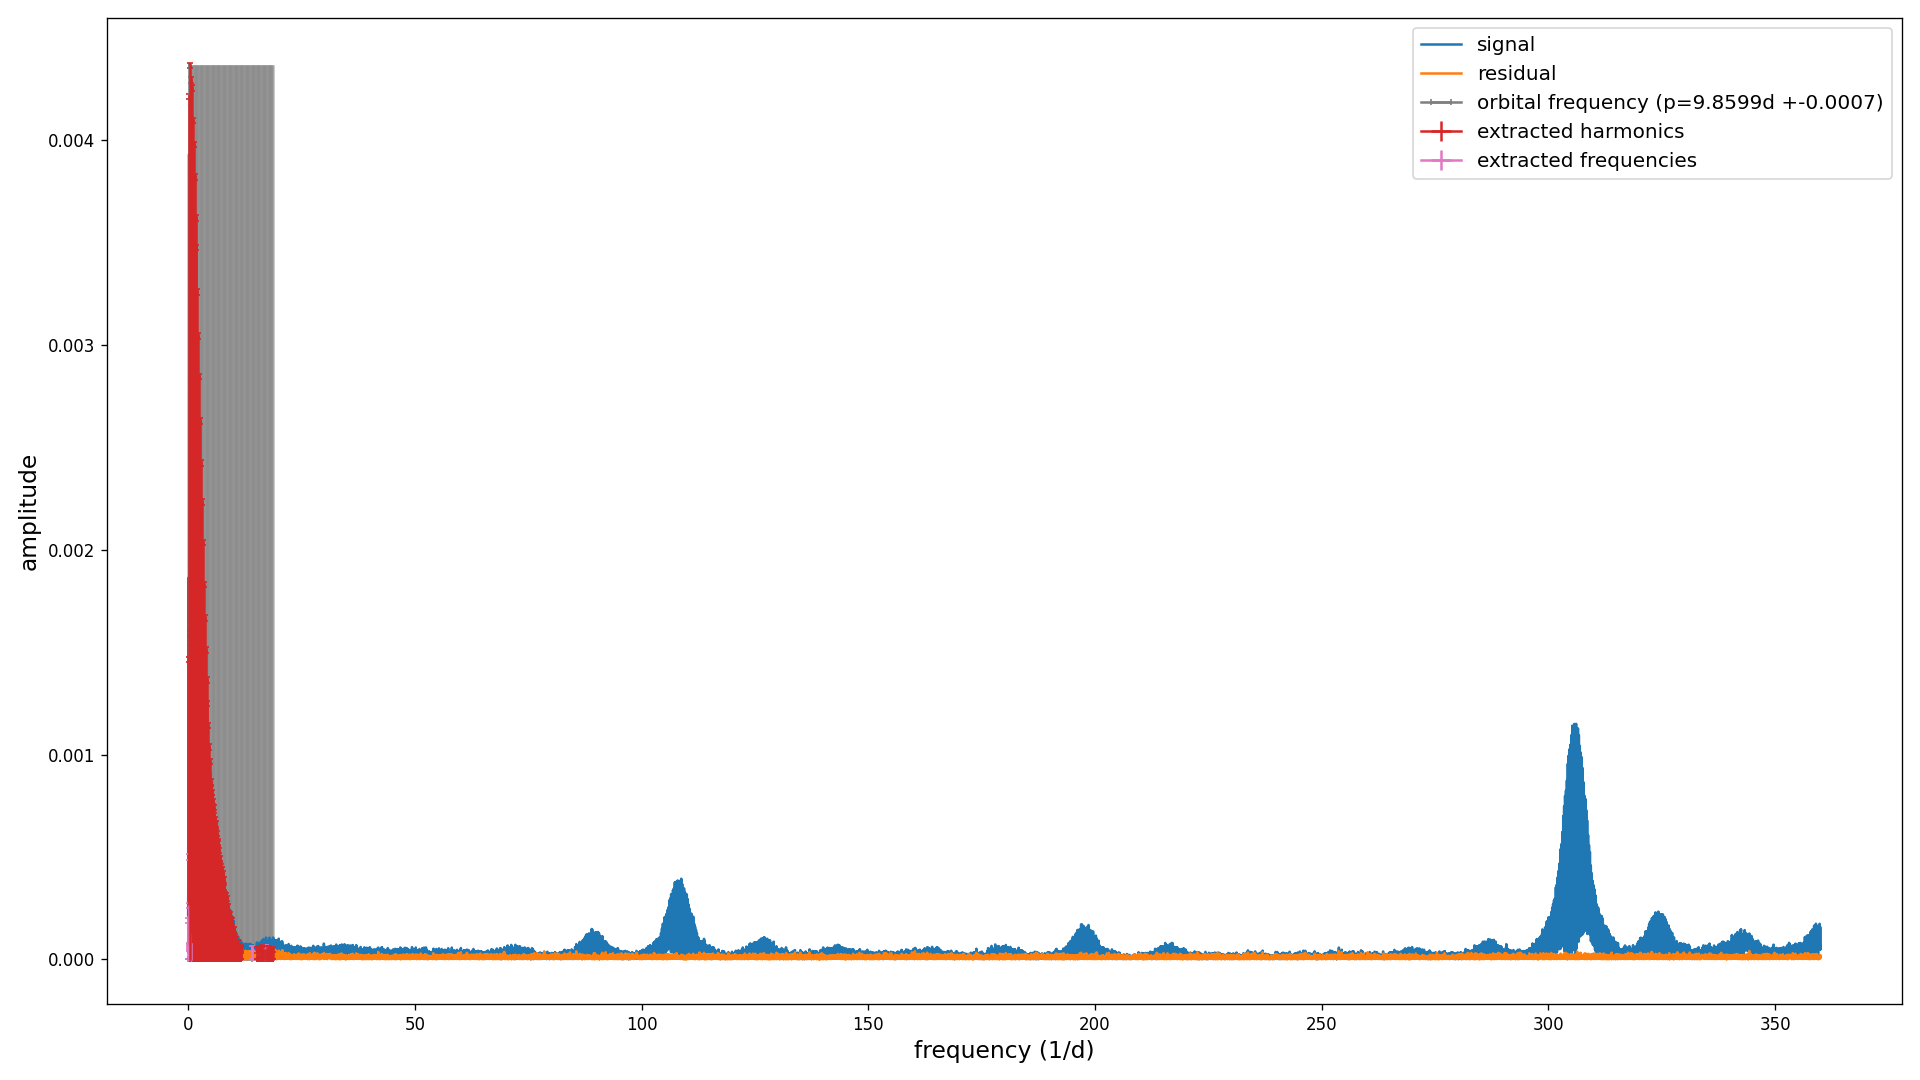 signal
residual
orbital frequency (p=9.8599d +-0.0007)
extracted harmonics
extracted frequencies
0.004
0.003
0.002
0.001
0.000
amplitude
0 50 100 150 200 250 300 350
frequency (1/d)